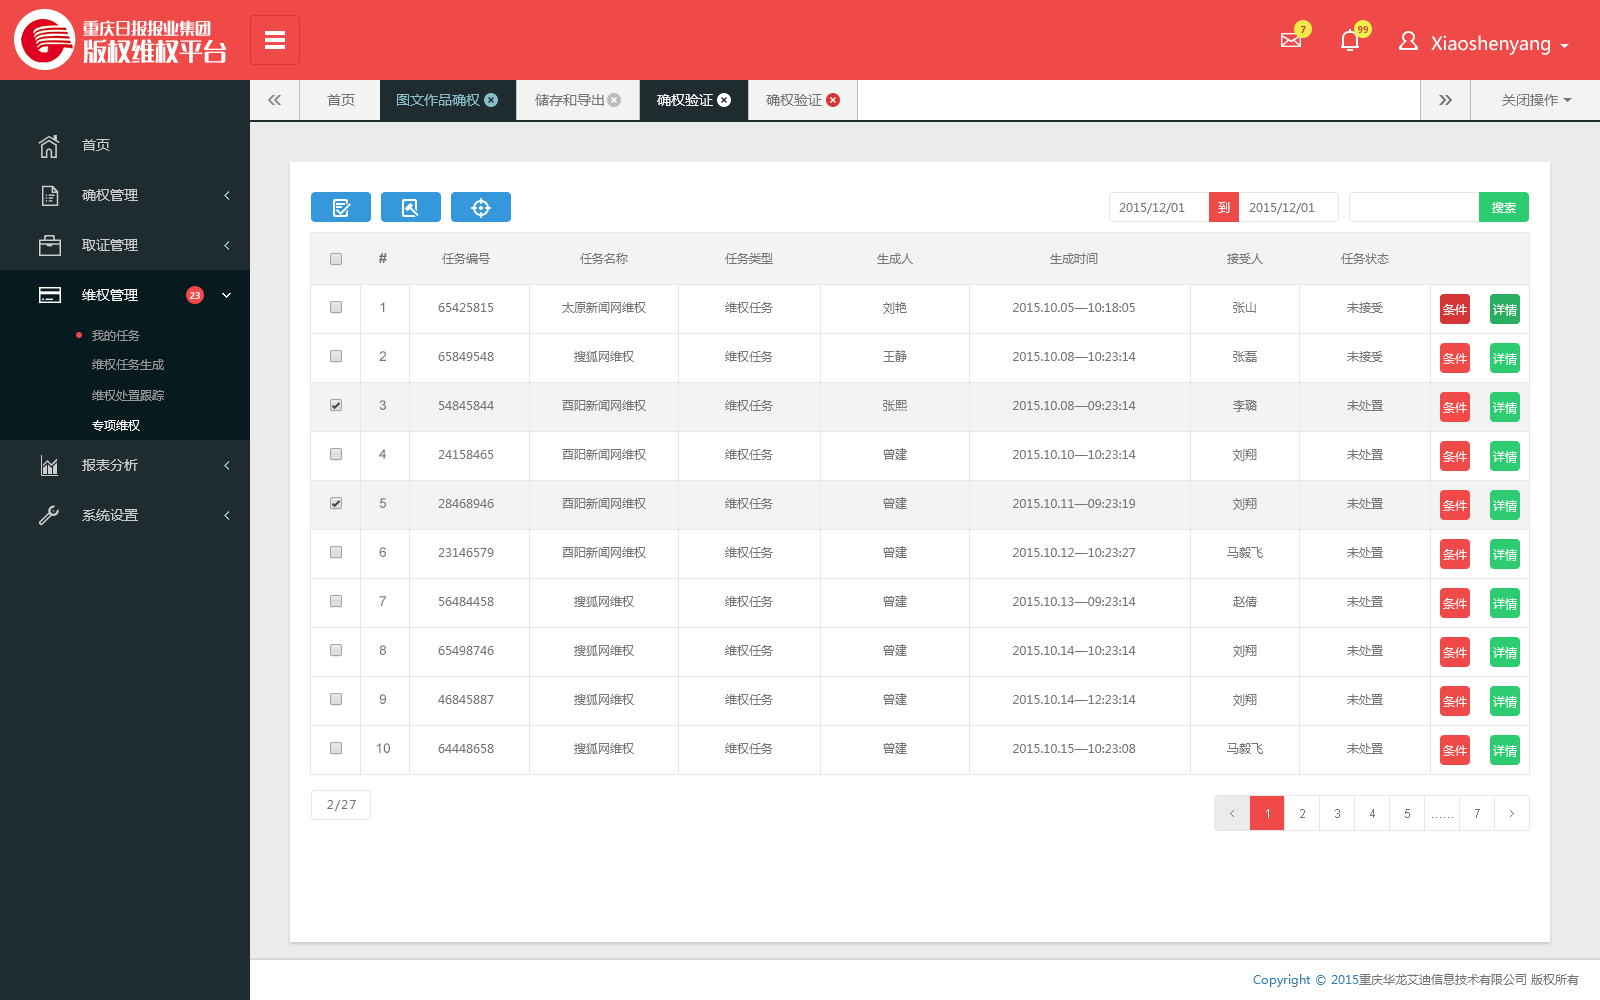 重庆日报报业集团
版权维权平台
7
99
Xiaoshenyang
首页
图文作品确权
储存和导出
确权验证
确权验证
关闭操作
首页
确权管理
取证管理
维权管理 23
我的任务
维权任务生成
维权处置跟踪
专项维权
报表分析
系统设置
2015/12/01 到 2015/12/01 搜索
# 任务编号 任务名称 任务类型 生成人 生成时间 接受人 任务状态
1 65425815 太原新闻网维权 维权任务 刘艳 2015.10.05—10:18:05 张山 未接受 条件 详情
2 65849548 搜狐网维权 维权任务 王静 2015.10.08—10:23:14 张磊 未接受 条件 详情
3 54845844 酉阳新闻网维权 维权任务 张熙 2015.10.08—09:23:14 李璐 未处置 条件 详情
4 24158465 酉阳新闻网维权 维权任务 曾建 2015.10.10—10:23:14 刘翔 未处置 条件 详情
5 28468946 酉阳新闻网维权 维权任务 曾建 2015.10.11—09:23:19 刘翔 未处置 条件 详情
6 23146579 酉阳新闻网维权 维权任务 曾建 2015.10.12—10:23:27 马毅飞 未处置 条件 详情
7 56484458 搜狐网维权 维权任务 曾建 2015.10.13—09:23:14 赵倩 未处置 条件 详情
8 65498746 搜狐网维权 维权任务 曾建 2015.10.14—10:23:14 刘翔 未处置 条件 详情
9 46845887 搜狐网维权 维权任务 曾建 2015.10.14—12:23:14 刘翔 未处置 条件 详情
10 64448658 搜狐网维权 维权任务 曾建 2015.10.15—10:23:08 马毅飞 未处置 条件 详情
2/27
< 1 2 3 4 5 ...... 7 >
Copyright © 2015重庆华龙艾迪信息技术有限公司 版权所有